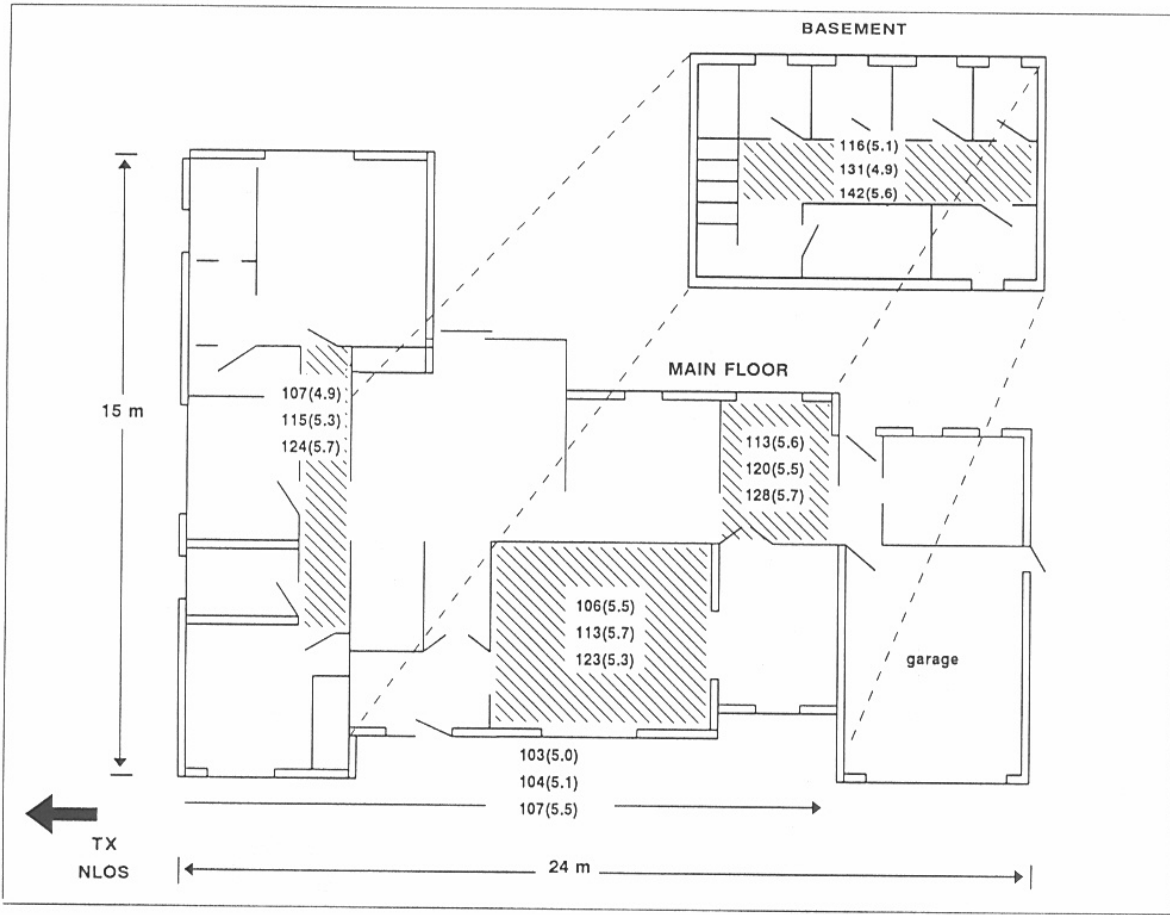 BASEMENT
116(5.1)
131(4.9)
142(5.6)
MAIN FLOOR
15 m
107(4.9)
115(5.3)
124(5.7)
113(5.6)
120(5.5)
128(5.7)
106(5.5)
113(5.7)
123(5.3)
garage
103(5.0)
104(5.1)
107(5.5)
TX
NLOS
24 m